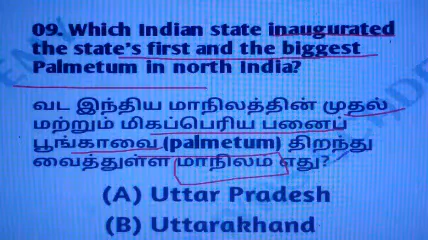 09. Which Indian state inaugurated
the state's first and the biggest
Palmetum in north India?
வட இந்திய மாநிலத்தின் முதல்
மற்றும் மிகப்பெரிய பனைப்
பூங்காவை (palmetum) திறந்து
வைத்துள்ள மாநிலம் எது?
(A) Uttar Pradesh
(B) Uttarakhand